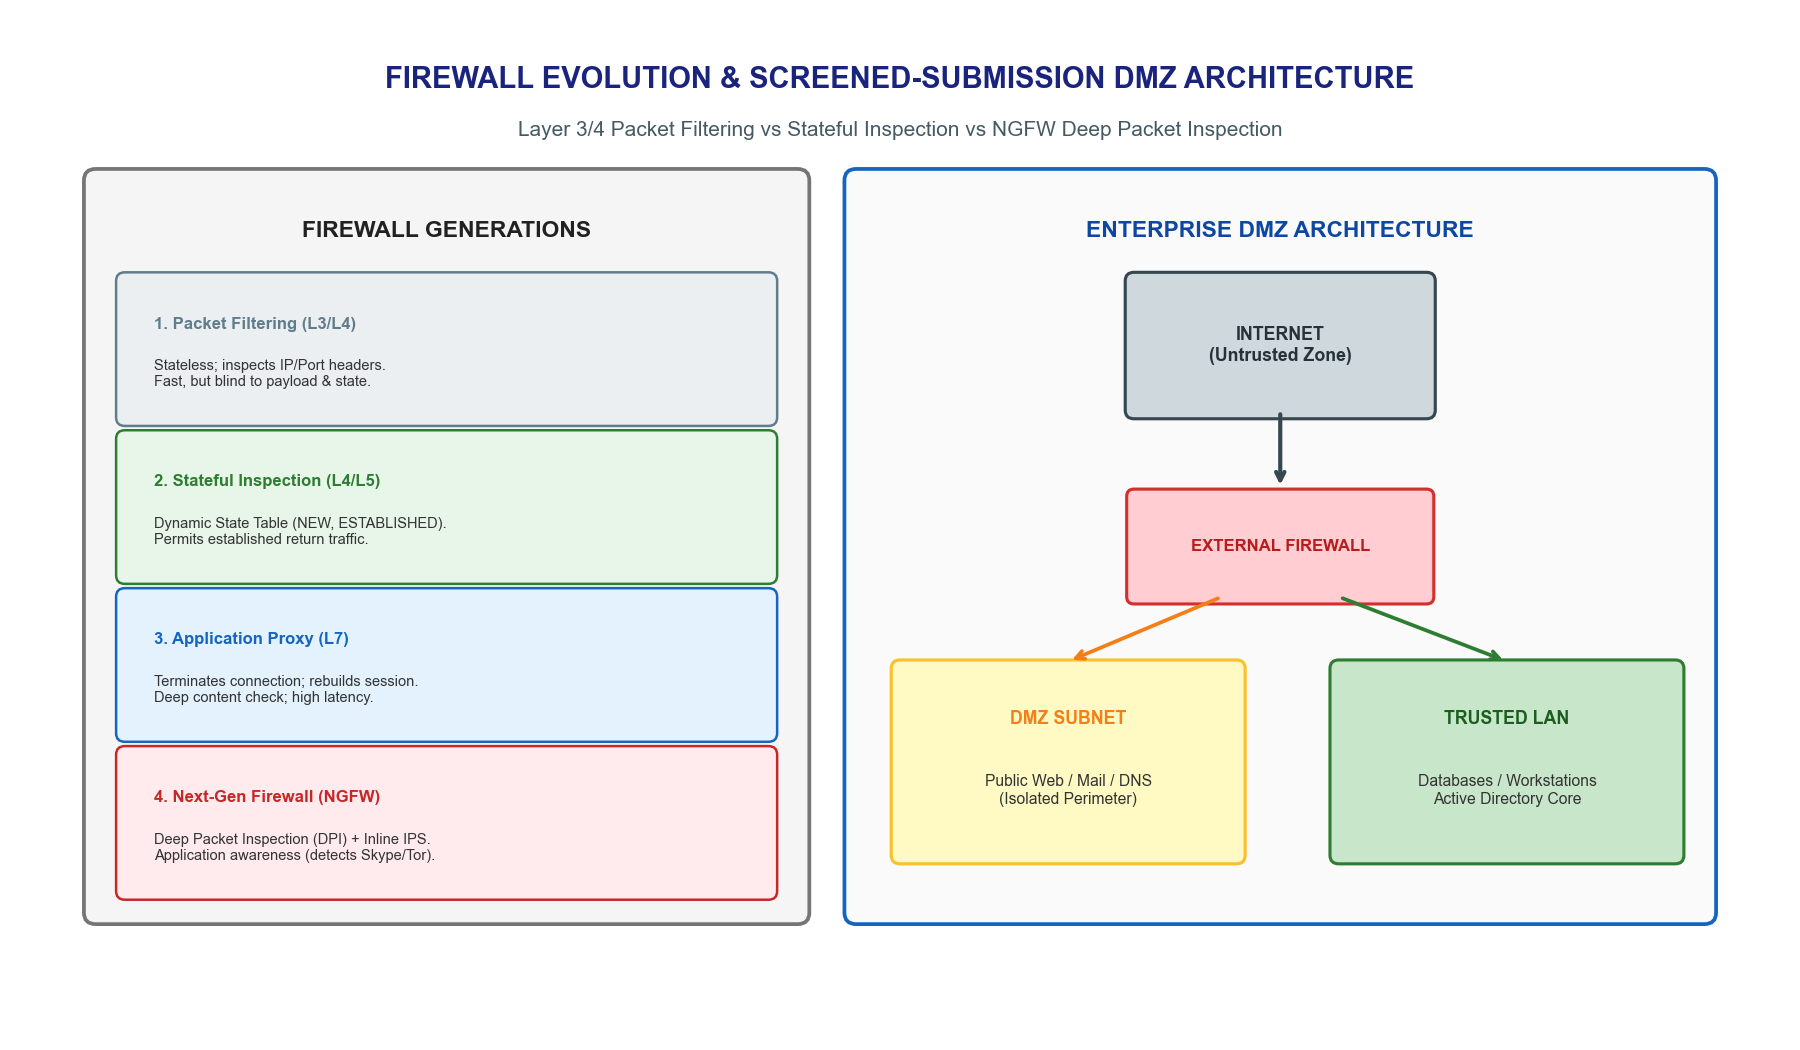 FIREWALL EVOLUTION & SCREENED-SUBMISSION DMZ ARCHITECTURE
Layer 3/4 Packet Filtering vs Stateful Inspection vs NGFW Deep Packet Inspection
FIREWALL GENERATIONS
1. Packet Filtering (L3/L4)
Stateless; inspects IP/Port headers.
Fast, but blind to payload & state.
2. Stateful Inspection (L4/L5)
Dynamic State Table (NEW, ESTABLISHED).
Permits established return traffic.
3. Application Proxy (L7)
Terminates connection; rebuilds session.
Deep content check; high latency.
4. Next-Gen Firewall (NGFW)
Deep Packet Inspection (DPI) + Inline IPS.
Application awareness (detects Skype/Tor).
ENTERPRISE DMZ ARCHITECTURE
INTERNET
(Untrusted Zone)
EXTERNAL FIREWALL
DMZ SUBNET
Public Web / Mail / DNS
(Isolated Perimeter)
TRUSTED LAN
Databases / Workstations
Active Directory Core